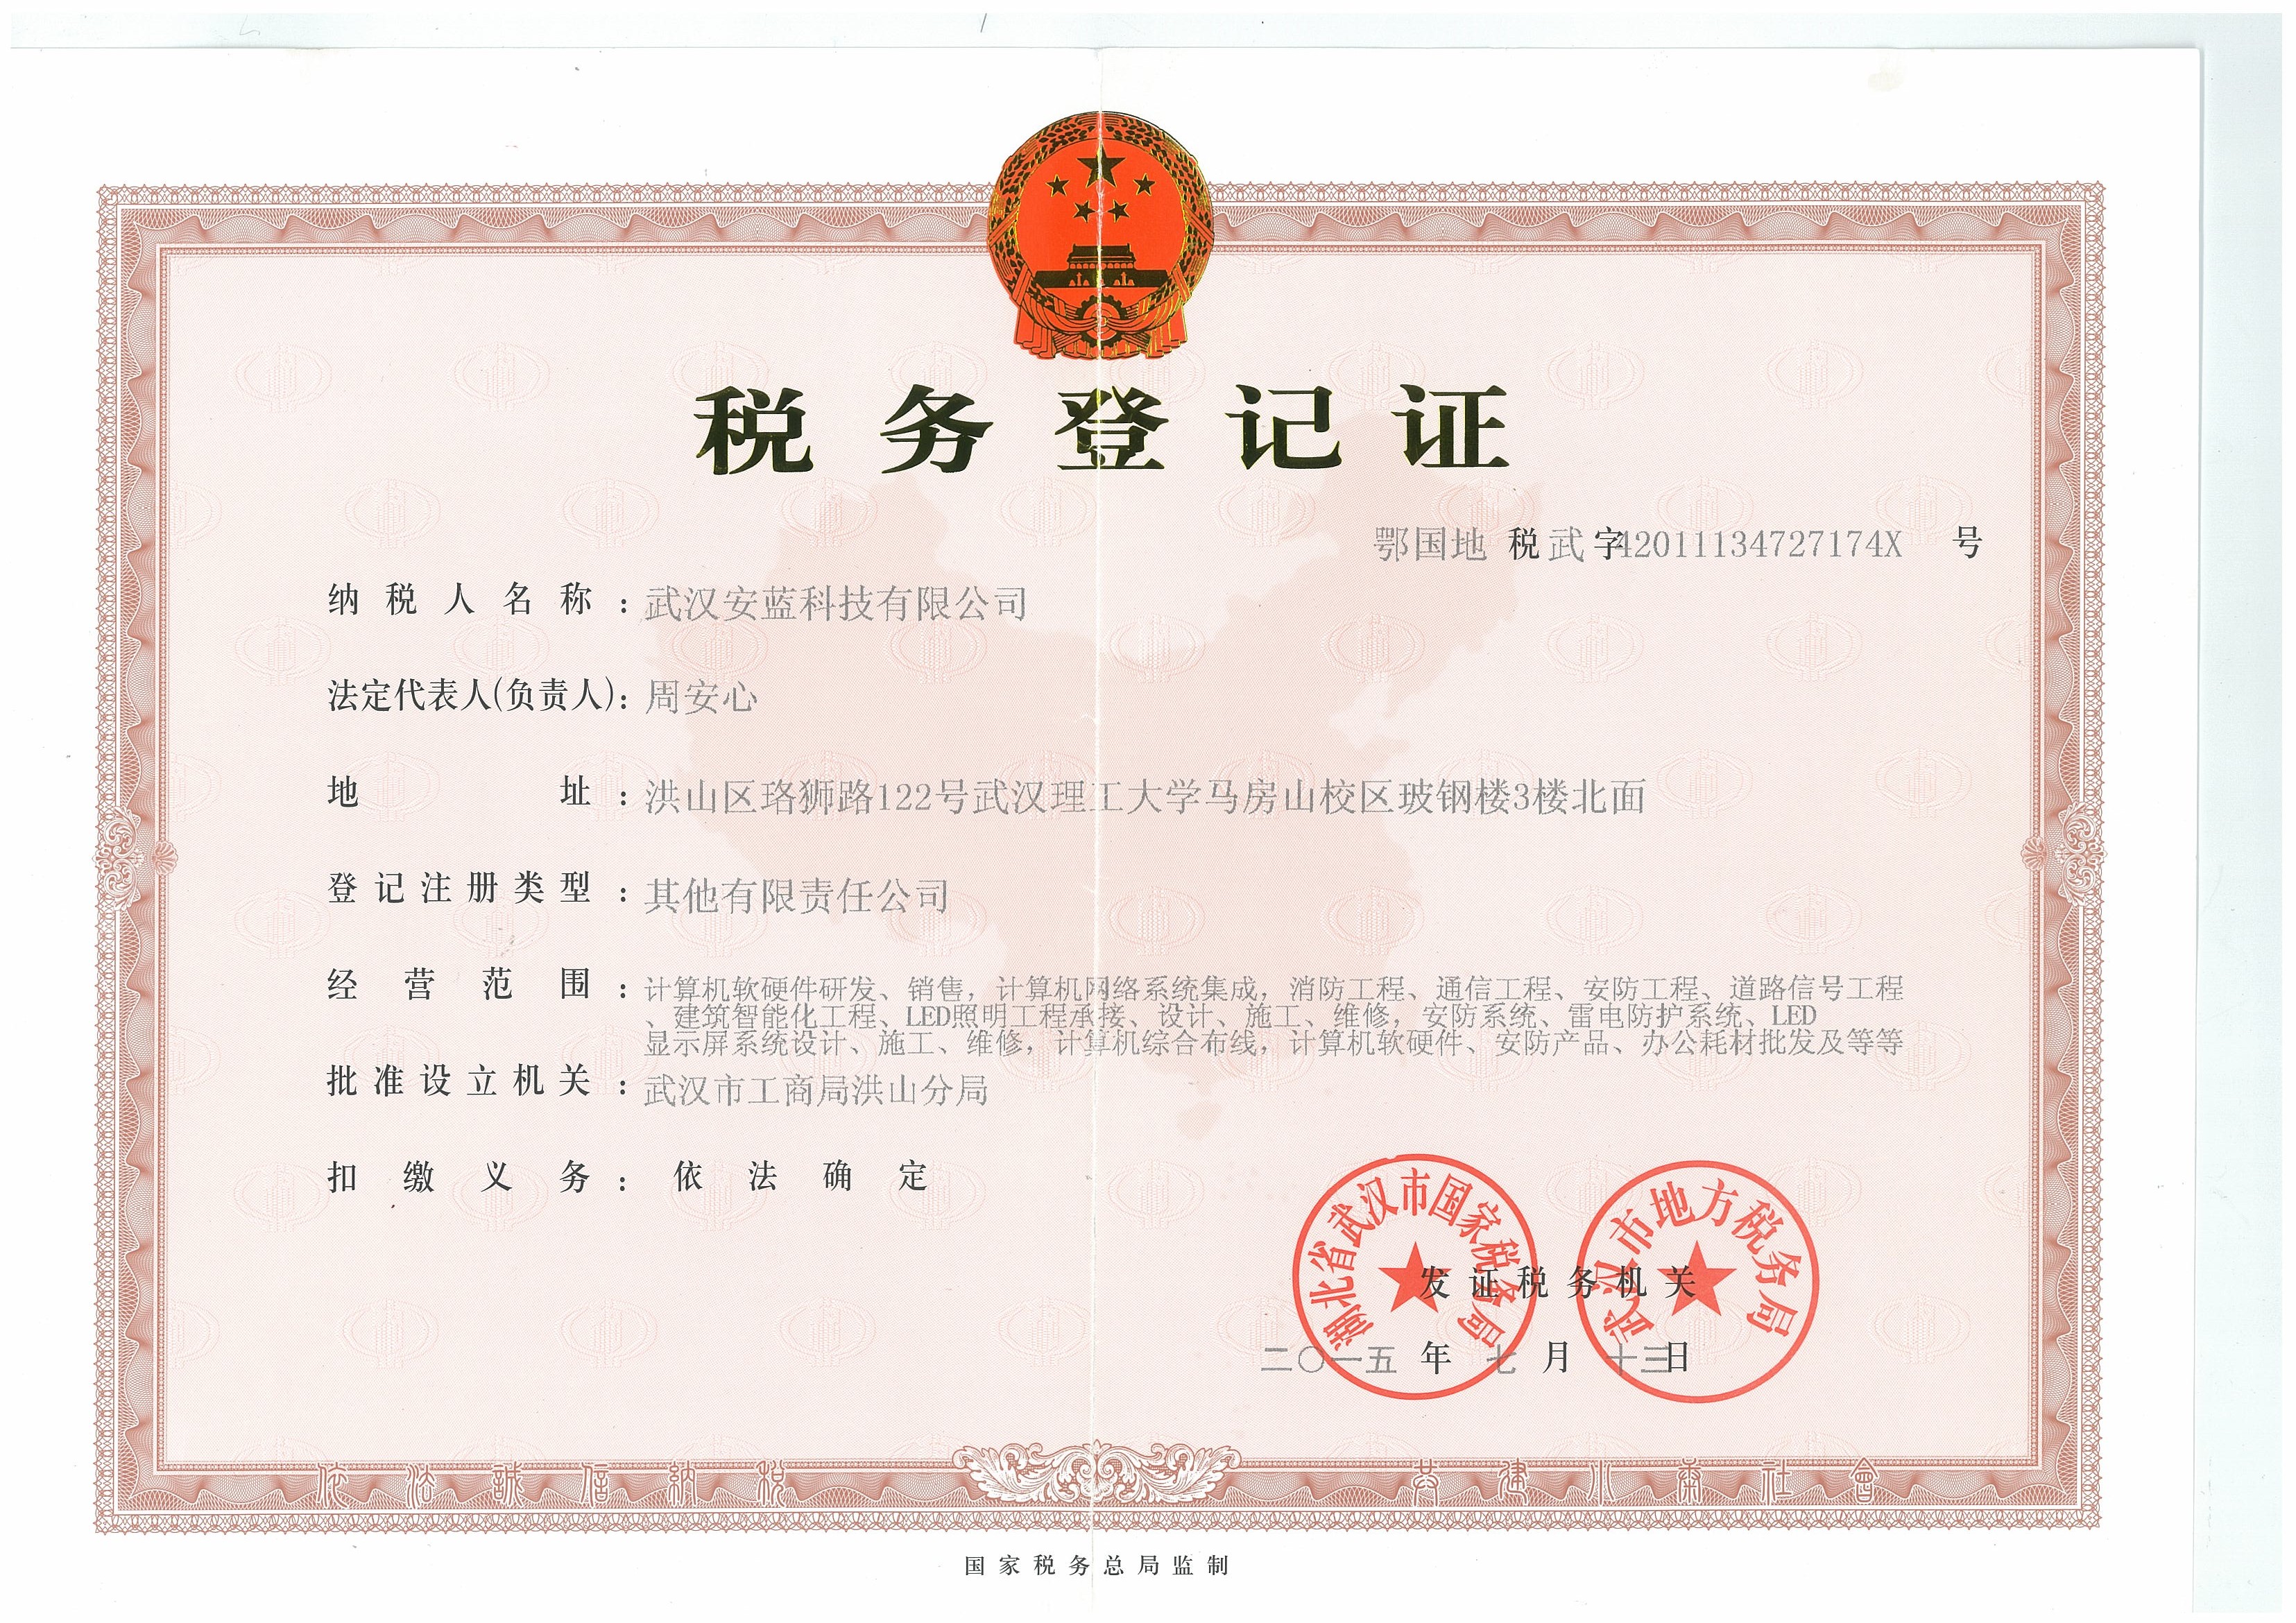 税务登记证
鄂国地 税 武 字42011134727174X 号
纳税人名称：武汉安蓝科技有限公司
法定代表人(负责人)：周安心
地址：洪山区珞狮路122号武汉理工大学马房山校区玻钢楼3楼北面
登记注册类型：其他有限责任公司
经营范围：计算机软硬件研发、销售，计算机网络系统集成，消防工程、通信工程、安防工程、道路信号工程
、建筑智能化工程、LED照明工程承接、设计、施工、维修，安防系统、雷电防护系统、LED
显示屏系统设计、施工、维修，计算机综合布线，计算机软硬件、安防产品、办公耗材批发及等等
批准设立机关：武汉市工商局洪山分局
扣缴义务：依法确定
湖北省武汉市国家税务局
武汉市地方税务局
发证税务机关
二〇一五 年 七 月 十三日
依法誠信納税
共建小康社會
国家税务总局监制